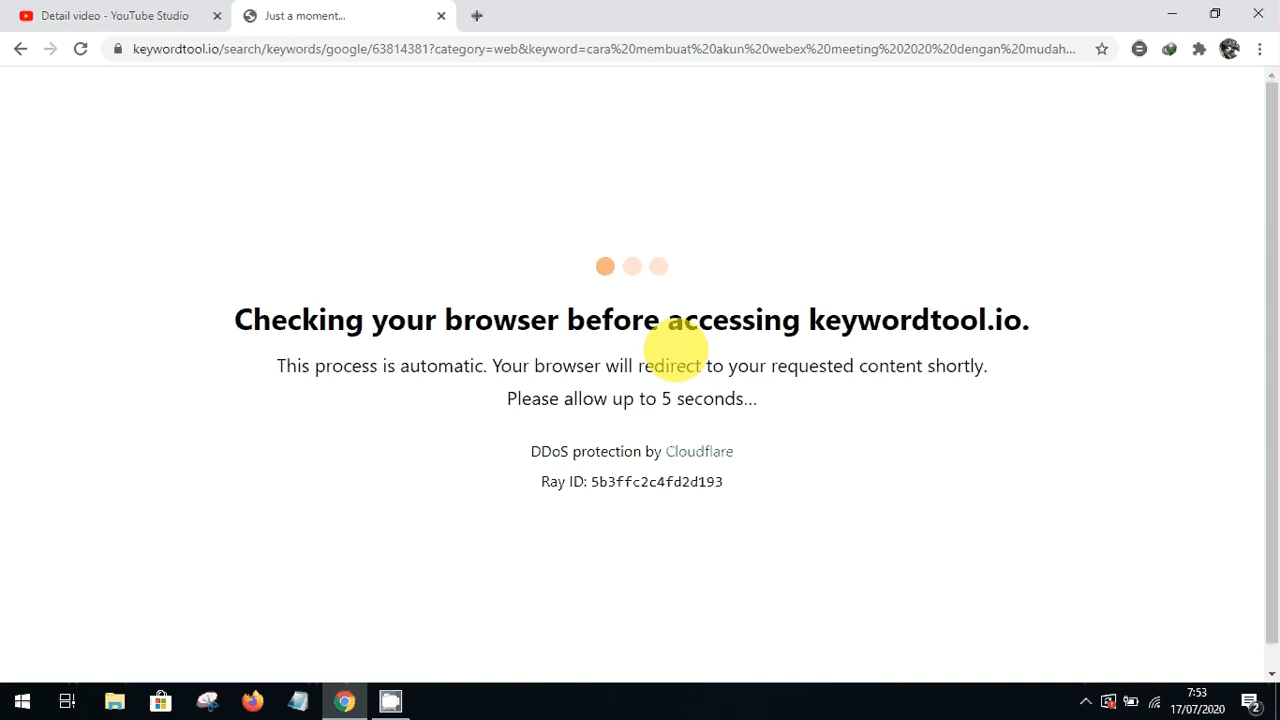 Detail video - YouTube Studio
Just a moment...
keywordtool.io/search/keywords/google/63814381?category=web&keyword=cara%20membuat%20akun%20webex%20meeting%202020%20dengan%20mudah...
Checking your browser before accessing keywordtool.io.
This process is automatic. Your browser will redirect to your requested content shortly.
Please allow up to 5 seconds...
DDoS protection by Cloudflare
Ray ID: 5b3ffc2c4fd2d193
7:53
17/07/2020
2